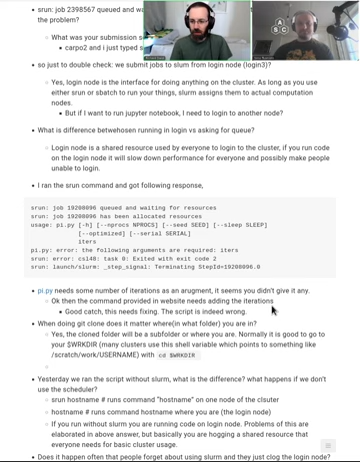 srun: job 2398567 queued and wa
the problem?
What was your submission s
carpo2 and i just typed s
so just to double check: we submit jobs to slum from login node (login3)?
Yes, login node is the interface for doing anything on the cluster. As long as you
use either srun or sbatch to run your things, slurm assigns them to actual computation
nodes.
But if I want to run jupyter notebook, I need to login to another node?
What is difference betwehosen running in login vs asking for queue?
Login node is a shared resource used by everyone to login to the cluster, if you run code
on the login node it will slow down performance for everyone and possibly make people
unable to login.
I ran the srun command and got following response,
srun: job 19208096 queued and waiting for resources
srun: job 19208096 has been allocated resources
usage: pi.py [-h] [--nprocs NPROCS] [--seed SEED] [--sleep SLEEP]
[--optimized] [--serial SERIAL]
iters
pi.py: error: the following arguments are required: iters
srun: error: csl48: task 0: Exited with exit code 2
srun: launch/slurm: _step_signal: Terminating StepId=19208096.0
pi.py needs some number of iterations as an arugment, it seems you didn't give it any.
Ok then the command provided in website needs adding the iterations
Good catch, this needs fixing. The script is indeed wrong.
When doing git clone does it matter where(in what folder) you are in?
Yes, the cloned folder will be a subfolder or where you are. Normally it is good to go to
your $WRKDIR (many clusters use this shell variable which points to something like
/scratch/work/USERNAME) with cd $WRKDIR
Yesterday we ran the script without slurm, what is the difference? what happens if we don't
use the scheduler?
srun hostname # runs command "hostname" on one node of the clsuter
hostname # runs command hostname where you are (the login node)
If you run without slurm you are running code on login node. Problems of this are
elaborated in above answer, but basically you are hogging a shared resource that
everyone needs for basic cluster usage.
Does it happen often that people forget about using slurm and they just clog the login node?